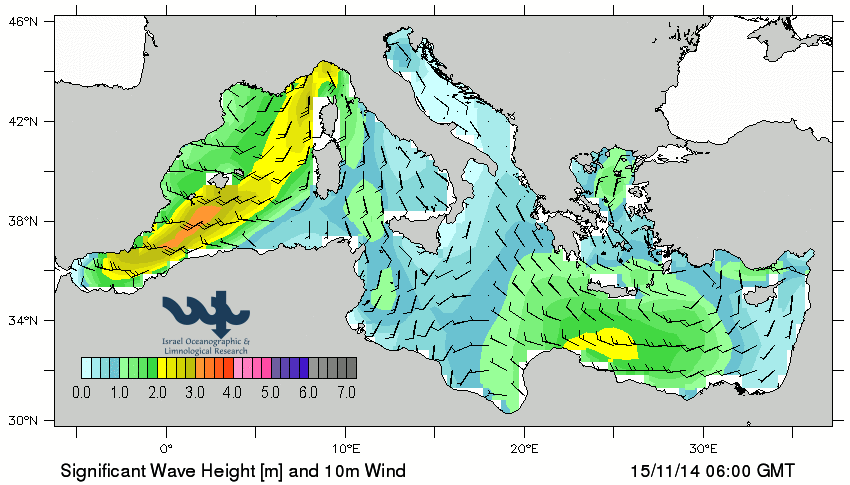 46°N
42°N
38°N
34°N
30°N
Israel Oceanographic &
Limnological Research
0.0 1.0 2.0 3.0 4.0 5.0 6.0 7.0
0° 10°E 20°E 30°E
Significant Wave Height [m] and 10m Wind 15/11/14 06:00 GMT